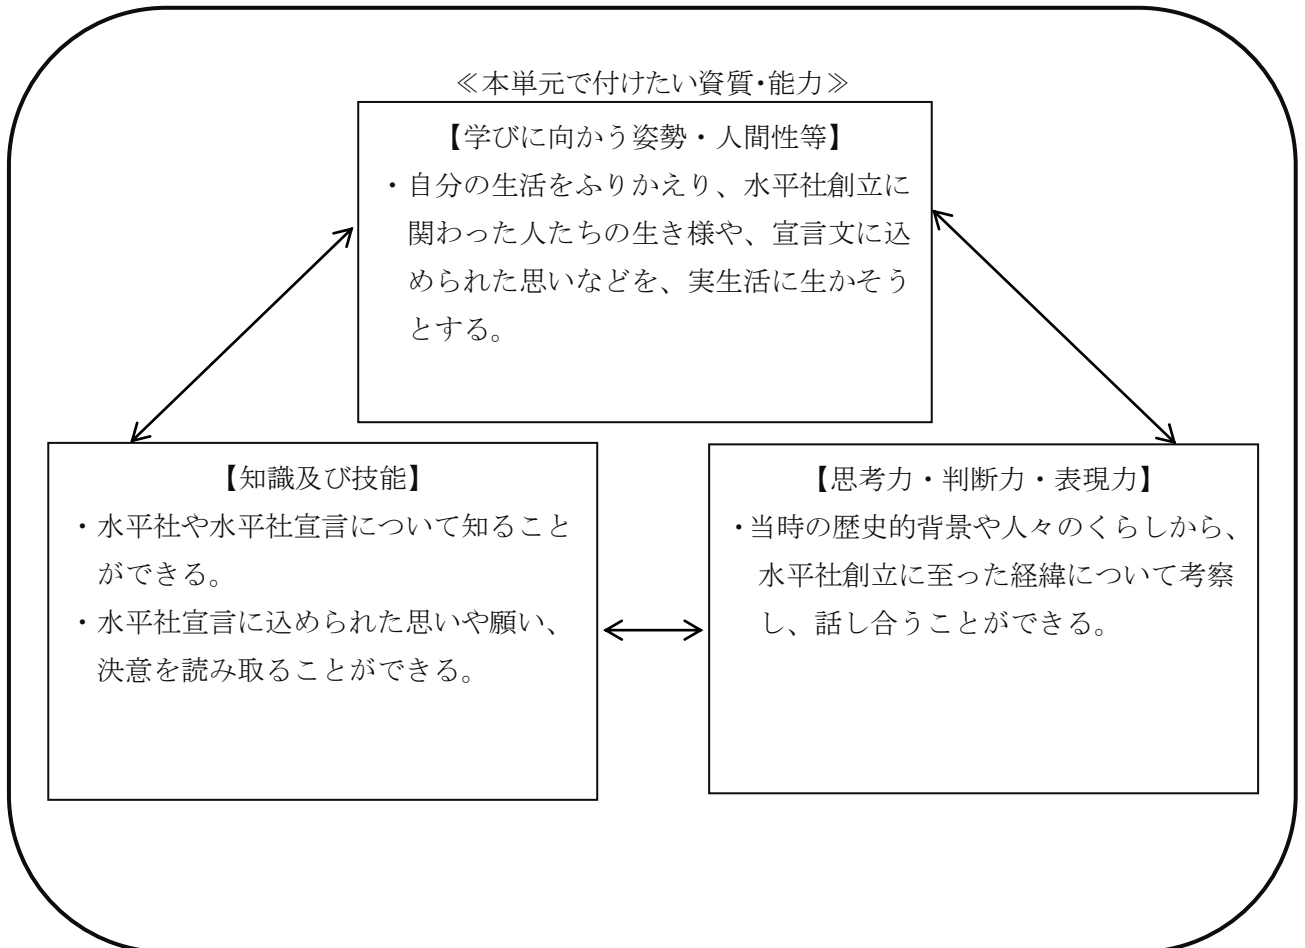 ≪本単元で付けたい資質・能力≫
【学びに向かう姿勢・人間性等】
・自分の生活をふりかえり、水平社創立に
関わった人たちの生き様や、宣言文に込
められた思いなどを、実生活に生かそう
とする。
【知識及び技能】
・水平社や水平社宣言について知ること
ができる。
・水平社宣言に込められた思いや願い、
決意を読み取ることができる。
【思考力・判断力・表現力】
・当時の歴史的背景や人々のくらしから、
水平社創立に至った経緯について考察
し、話し合うことができる。